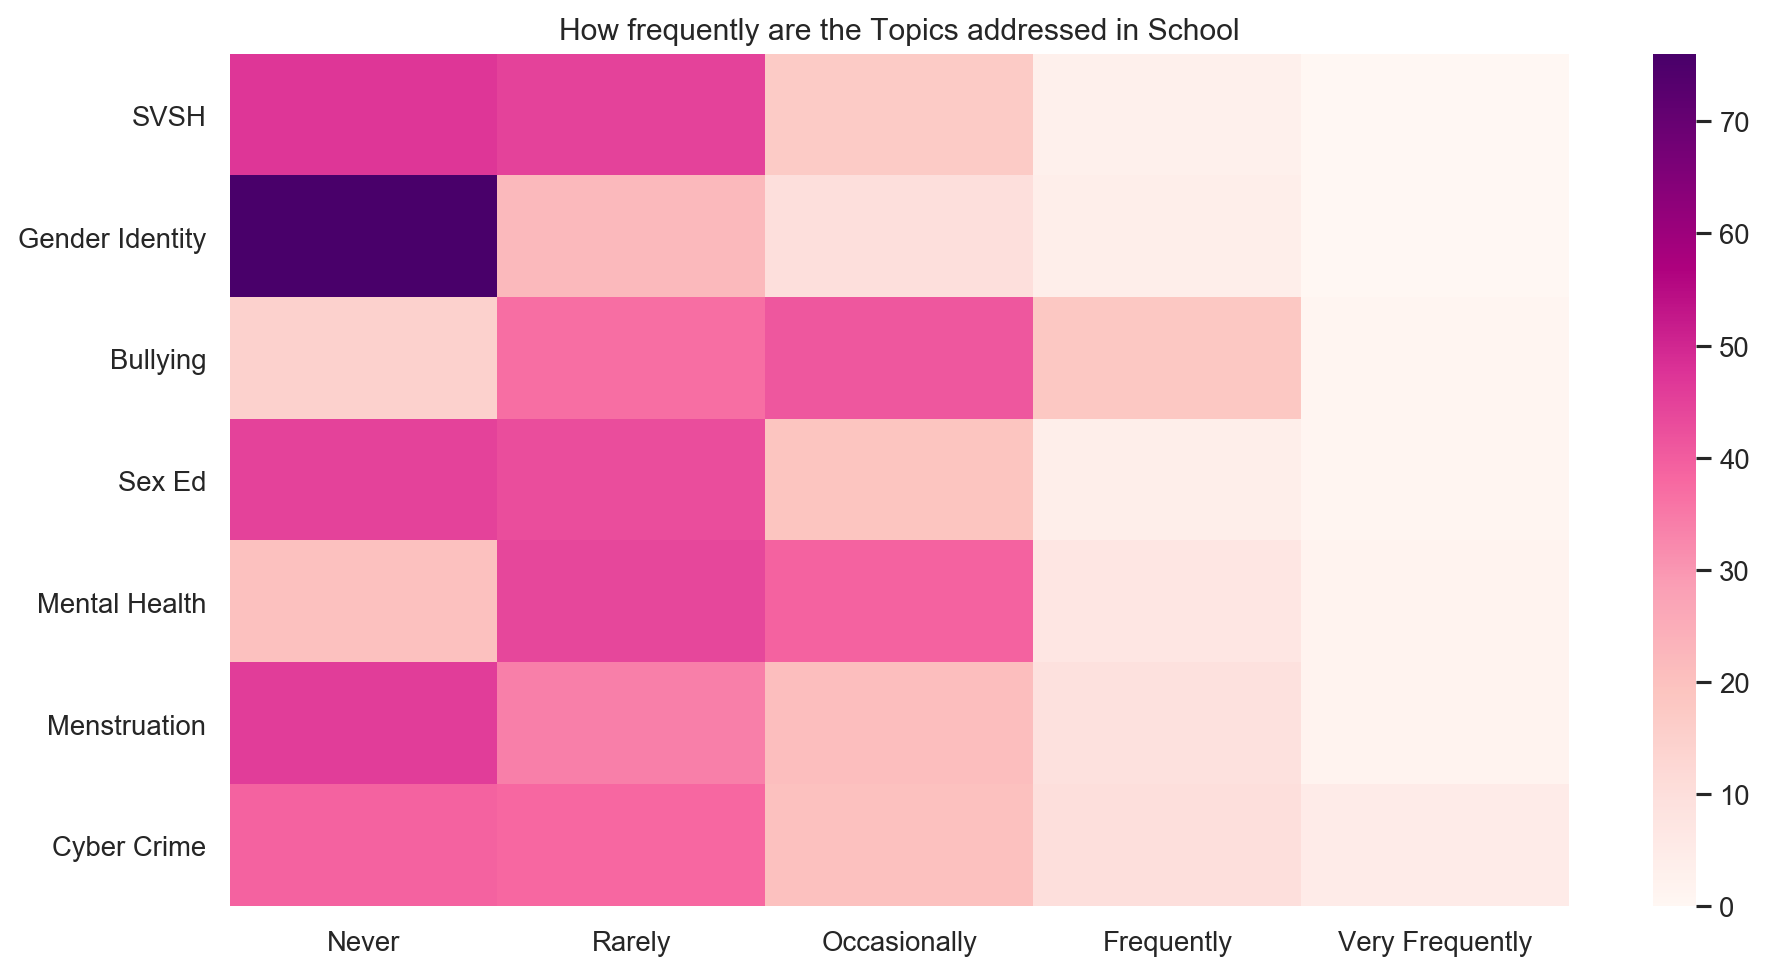 How frequently are the Topics addressed in School
SVSH
Gender Identity
Bullying
Sex Ed
Mental Health
Menstruation
Cyber Crime
Never Rarely Occasionally Frequently Very Frequently
70
60
50
40
30
20
10
0